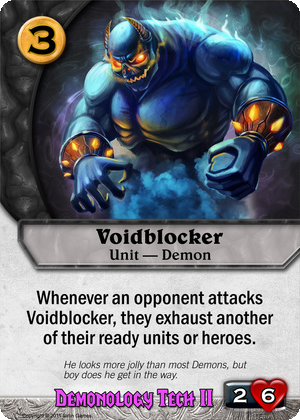 3
Voidblocker
Unit — Demon
Whenever an opponent attacks
Voidblocker, they exhaust another
of their ready units or heroes.
He looks more jolly than most Demons, but
boy does he get in the way.
Demonology Tech II
2 6